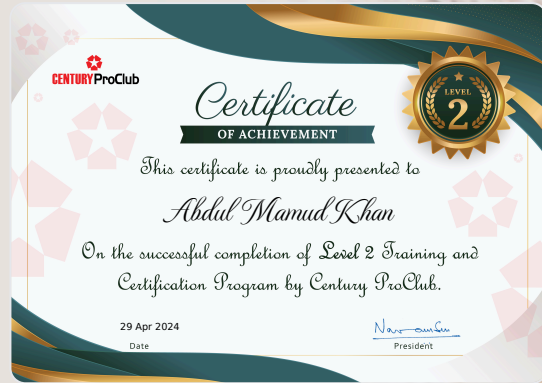 CENTURY ProClub
Certificate
OF ACHIEVEMENT
LEVEL
2
This certificate is proudly presented to
Abdul Mamud Khan
On the successful completion of Level 2 Training and
Certification Program by Century ProClub.
29 Apr 2024
Date
President